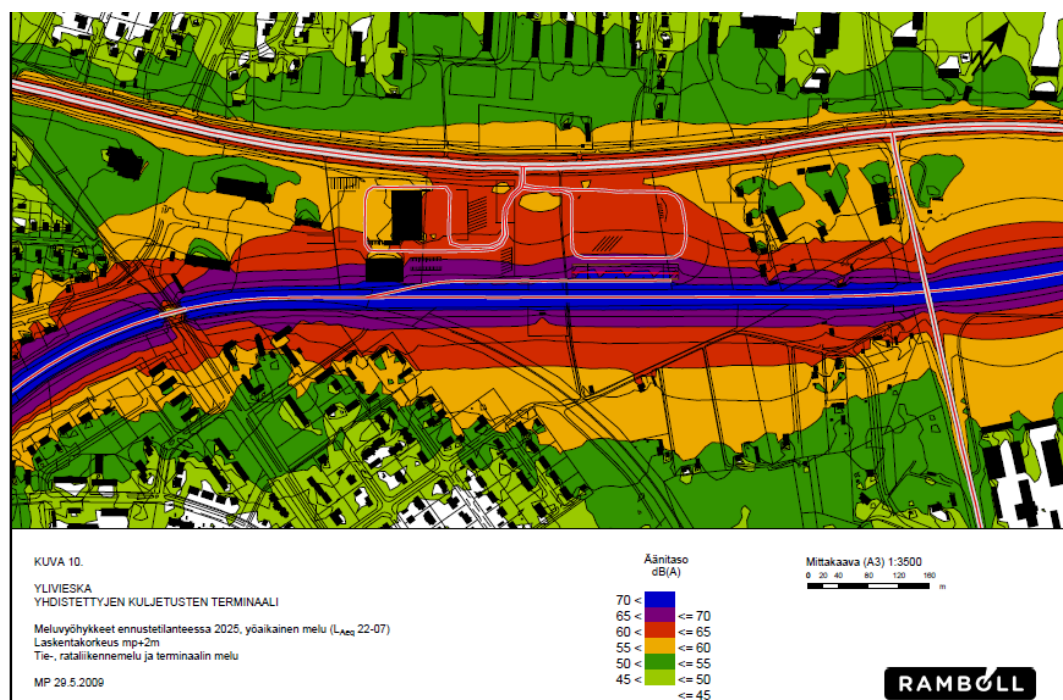 KUVA 10.
YLIVIESKA
YHDISTETTYJEN KULJETUSTEN TERMINAALI
Meluvyöhykkeet ennustetilanteessa 2025, yöaikainen melu (LAeq 22-07)
Laskentakorkeus mp+2m
Tie-, rataliikennemelu ja terminaalin melu
MP 29.5.2009
Äänitaso
dB(A)
70 <
65 < <= 70
60 < <= 65
55 < <= 60
50 < <= 55
45 < <= 50
<= 45
Mittakaava (A3) 1:3500
0 20 40 80 120 160
m
RAMBOLL